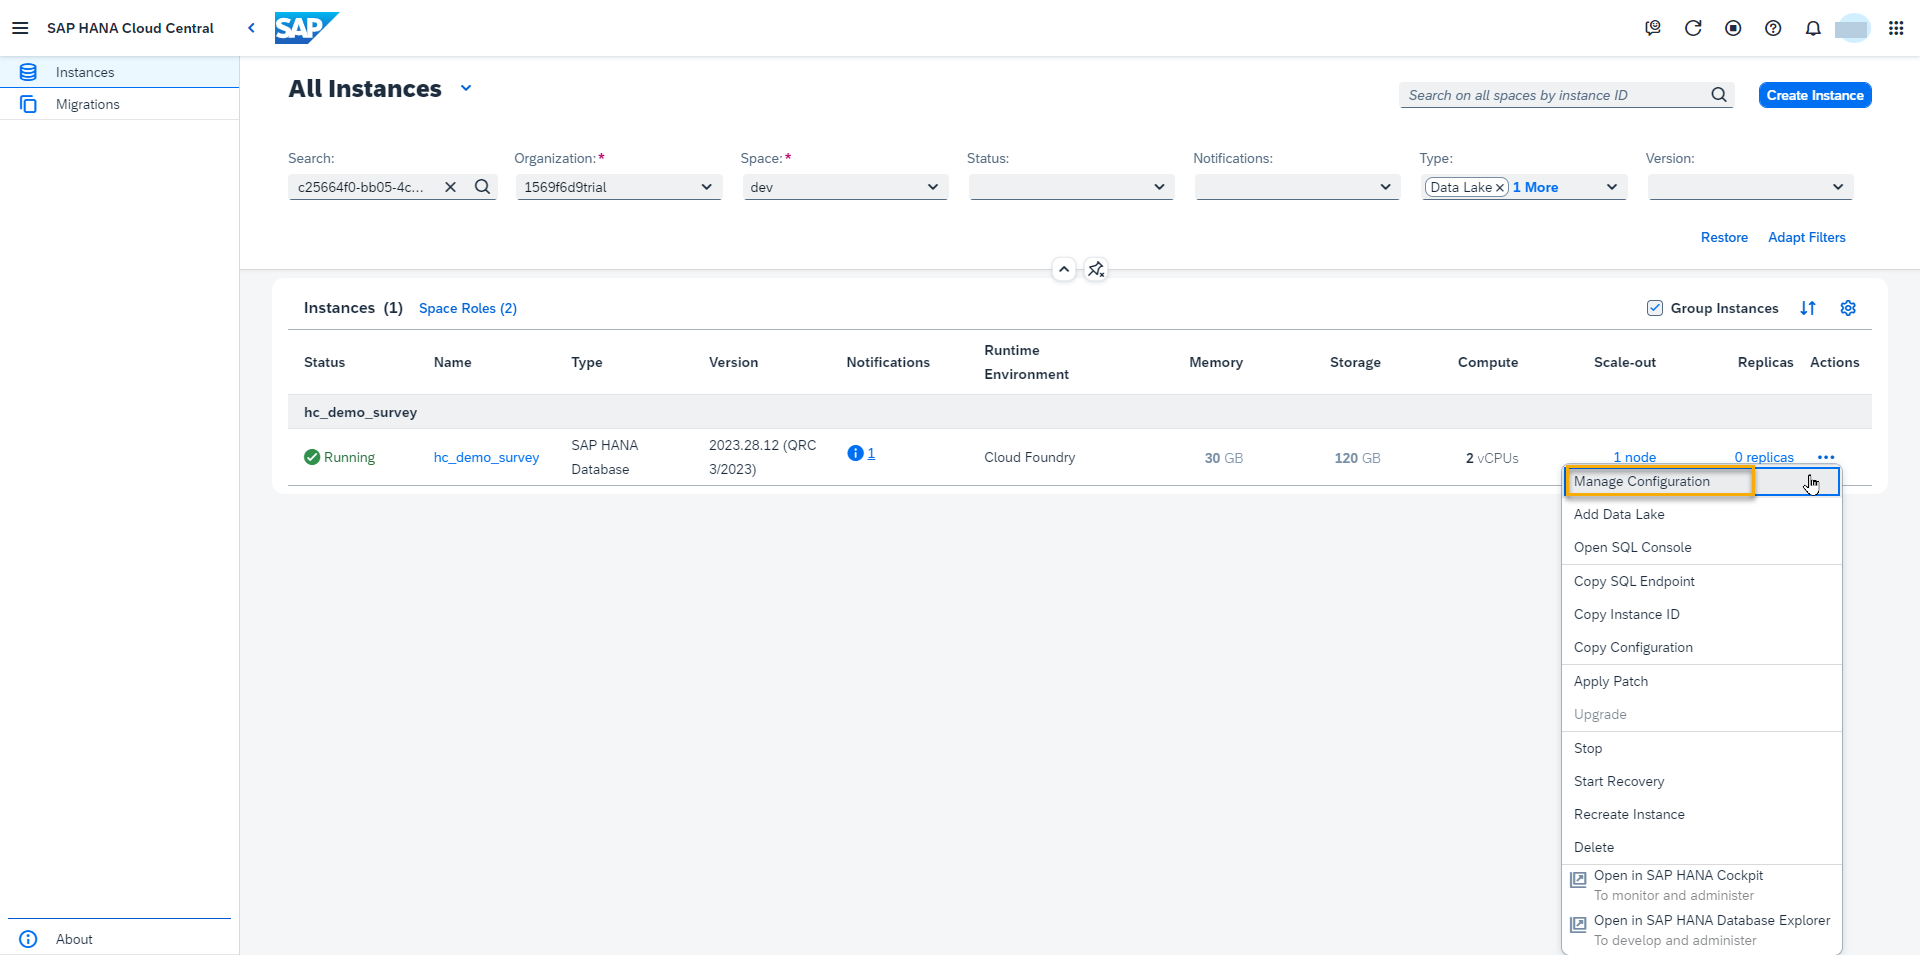 SAP HANA Cloud Central
SAP
Instances
Migrations
All Instances
Search on all spaces by instance ID
Create Instance
Search:
Organization:*
Space:*
Status:
Notifications:
Type:
Version:
c25664f0-bb05-4c...
1569f6d9trial
dev
Data Lake
1 More
Restore
Adapt Filters
Instances (1)
Space Roles (2)
Group Instances
Status
Name
Type
Version
Notifications
Runtime
Environment
Memory
Storage
Compute
Scale-out
Replicas
Actions
hc_demo_survey
Running
hc_demo_survey
SAP HANA
Database
2023.28.12 (QRC
3/2023)
1
Cloud Foundry
30 GB
120 GB
2 vCPUs
1 node
0 replicas
Manage Configuration
Add Data Lake
Open SQL Console
Copy SQL Endpoint
Copy Instance ID
Copy Configuration
Apply Patch
Upgrade
Stop
Start Recovery
Recreate Instance
Delete
Open in SAP HANA Cockpit
To monitor and administer
Open in SAP HANA Database Explorer
To develop and administer
About